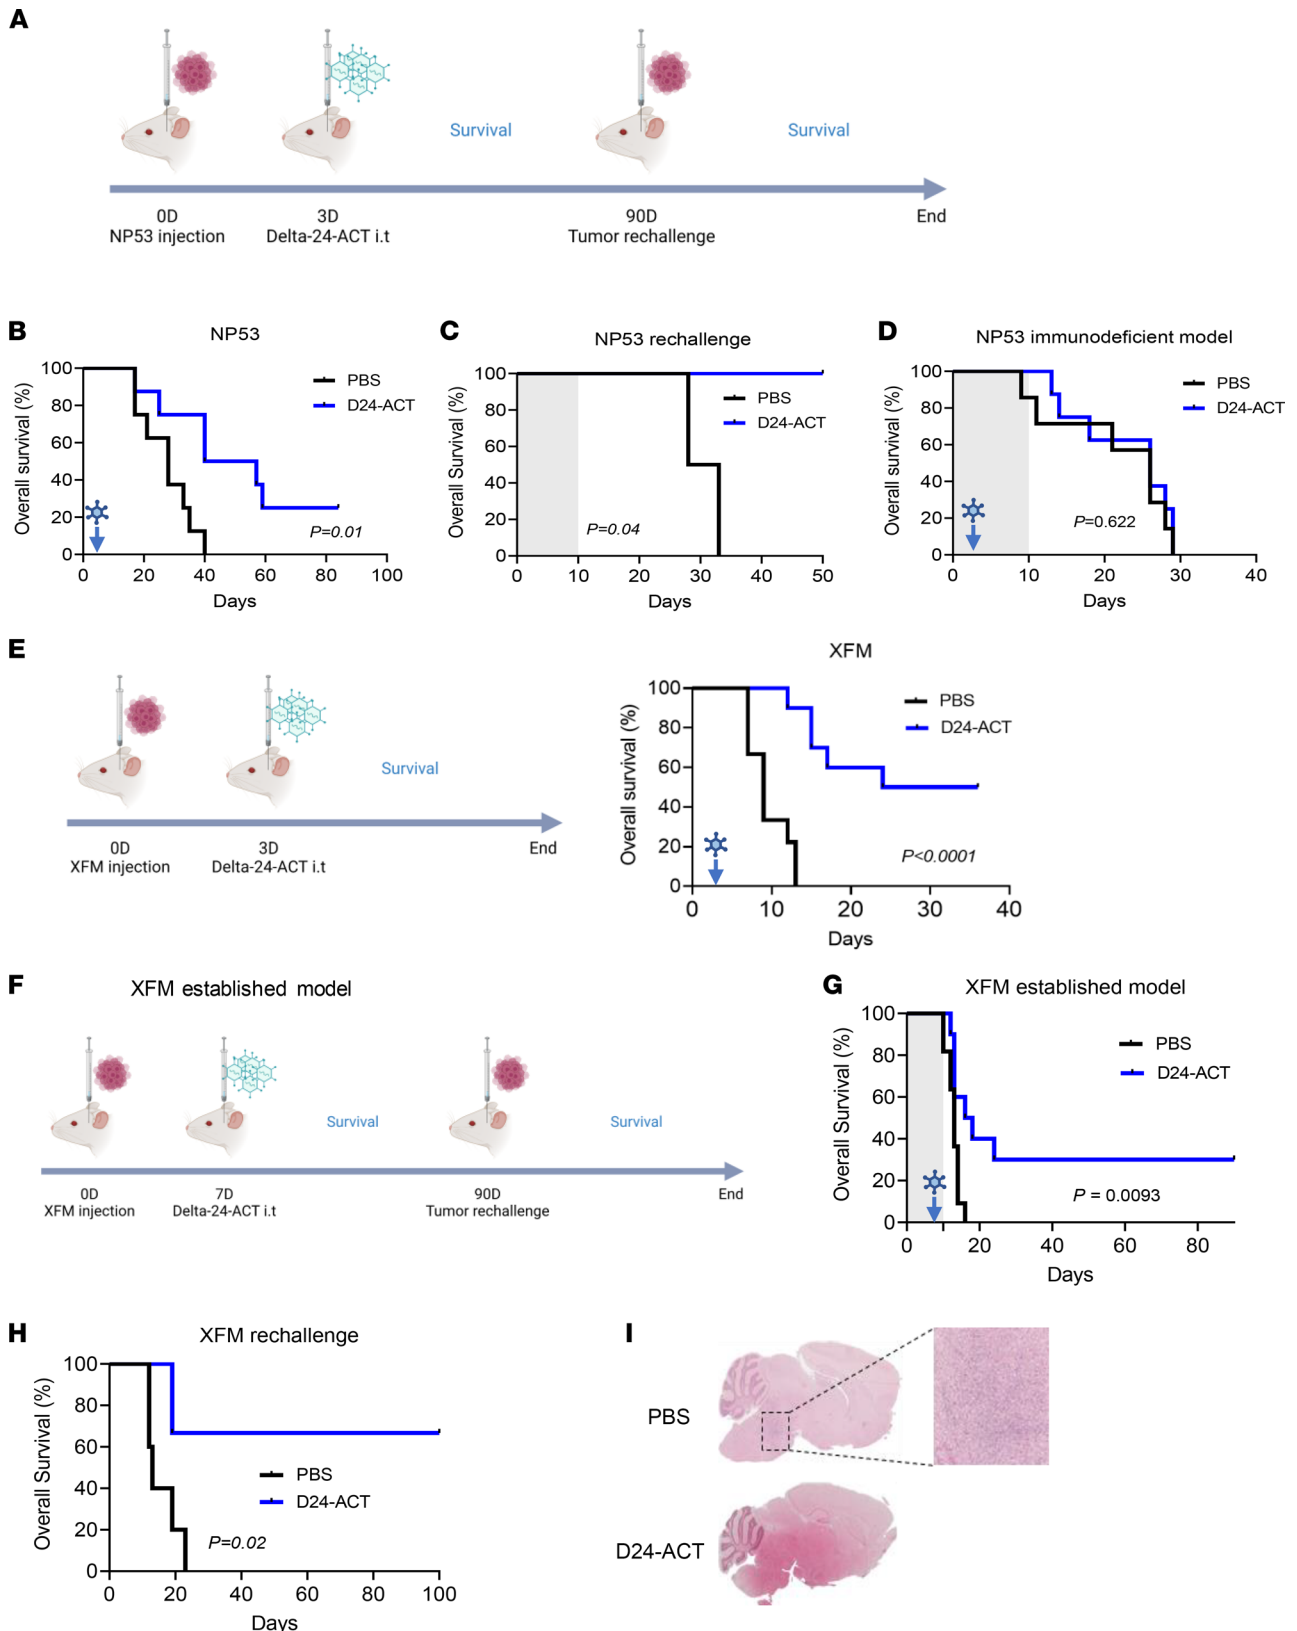 A
Survival
Survival
0D
3D
90D
End
NP53 injection
Delta-24-ACT i.t
Tumor rechallenge
B
NP53
Overall survival (%)
100
80
60
40
20
0
PBS
D24-ACT
P=0.01
0
20
40
60
80
100
Days
C
NP53 rechallenge
Overall Survival (%)
100
80
60
40
20
0
PBS
D24-ACT
P=0.04
0
10
20
30
40
50
Days
D
NP53 immunodeficient model
Overall survival (%)
100
80
60
40
20
0
PBS
D24-ACT
P=0.622
0
10
20
30
40
Days
E
Survival
0D
3D
End
XFM injection
Delta-24-ACT i.t
XFM
Overall survival (%)
100
80
60
40
20
0
PBS
D24-ACT
P<0.0001
0
10
20
30
40
Days
F
XFM established model
Survival
Survival
0D
7D
90D
End
XFM injection
Delta-24-ACT i.t
Tumor rechallenge
G
XFM established model
Overall Survival (%)
100
80
60
40
20
0
PBS
D24-ACT
P = 0.0093
0
20
40
60
80
Days
H
XFM rechallenge
Overall Survival (%)
100
80
60
40
20
0
PBS
D24-ACT
P=0.02
0
20
40
60
80
100
Days
I
PBS
D24-ACT